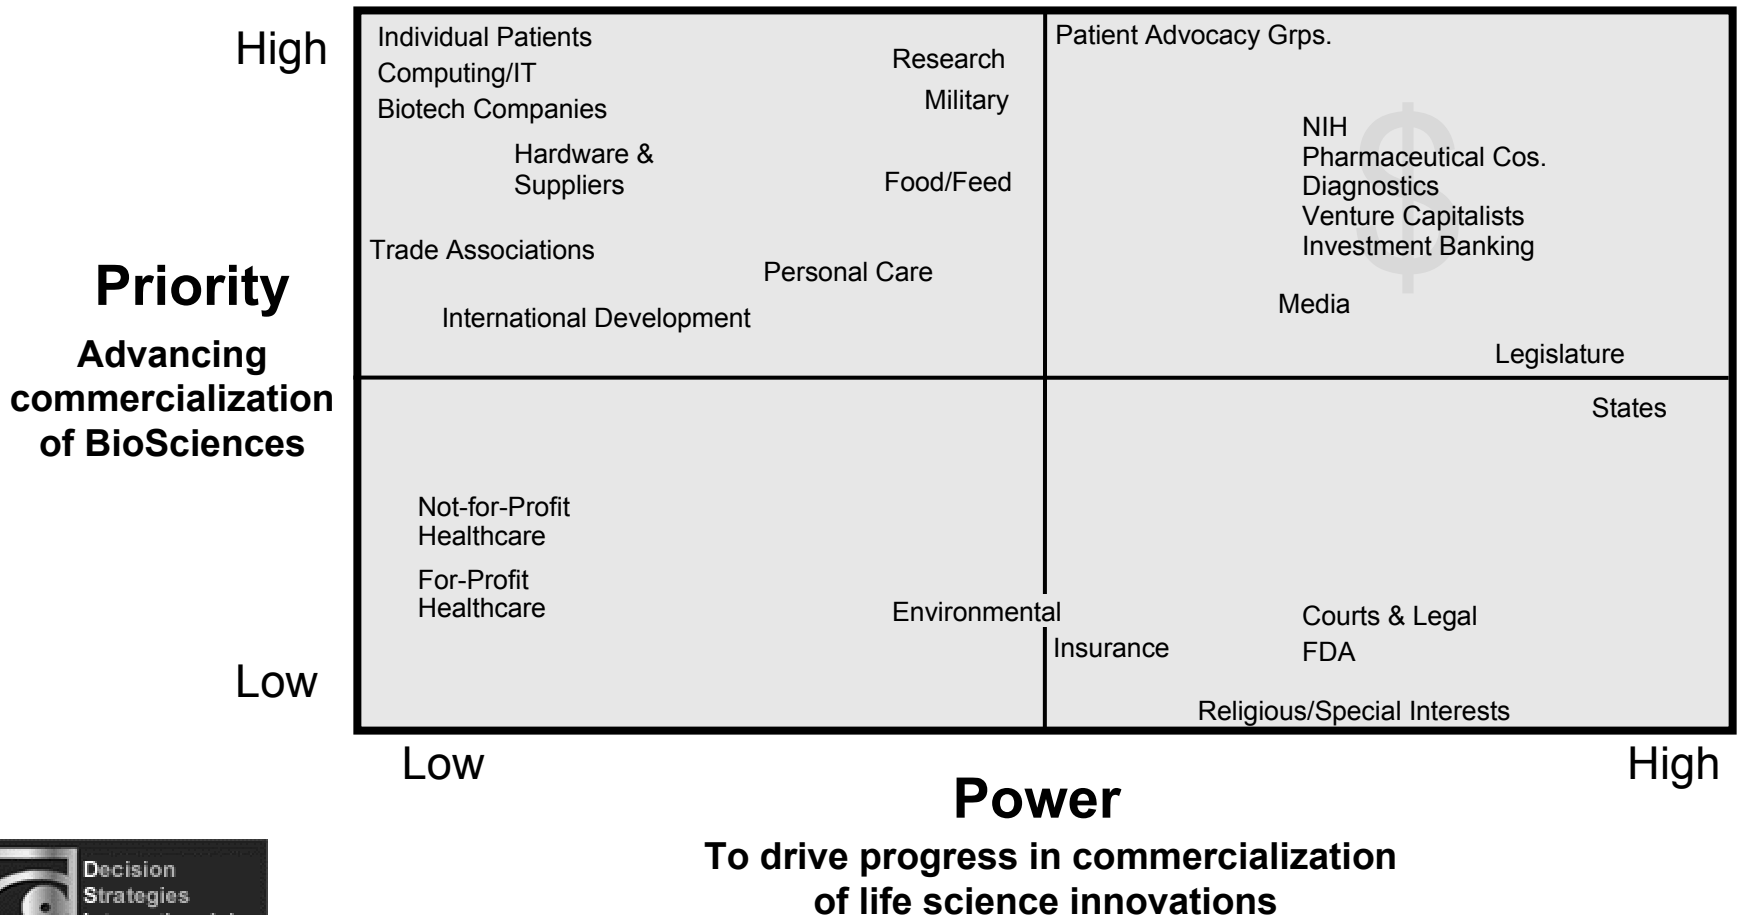 High
Individual Patients
Computing/IT
Biotech Companies
Research
Military
Hardware &
Suppliers
Food/Feed
Trade Associations
Personal Care
International Development
Patient Advocacy Grps.
$
NIH
Pharmaceutical Cos.
Diagnostics
Venture Capitalists
Investment Banking
Media
Legislature
Priority
Advancing
commercialization
of BioSciences
States
Not-for-Profit
Healthcare
For-Profit
Healthcare
Environmental
Insurance
Courts & Legal
FDA
Religious/Special Interests
Low
Low
High
Power
To drive progress in commercialization
of life science innovations
Decision
Strategies